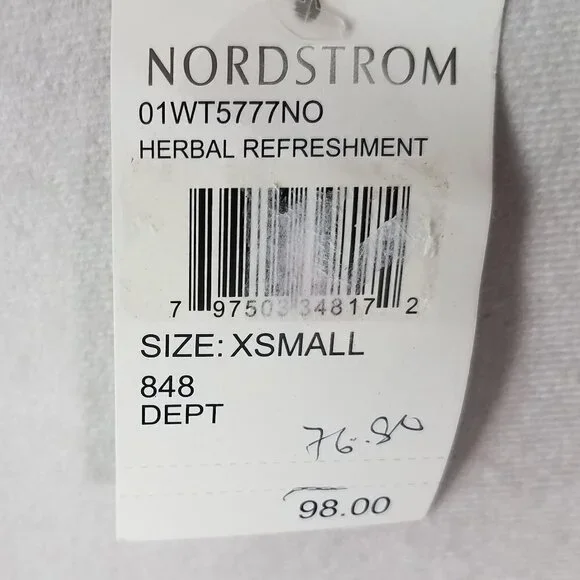 NORDSTROM
01WT5777NO
HERBAL REFRESHMENT
7 97503 34817 2
SIZE: XSMALL
848
DEPT
76.80
98.00